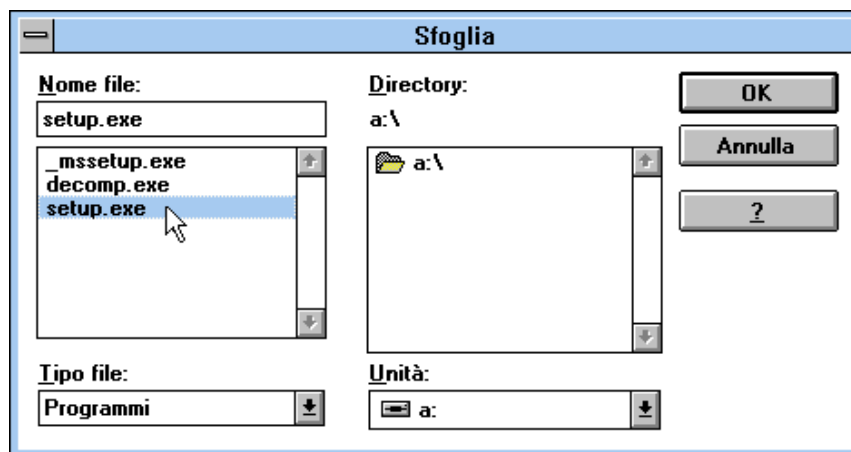 Sfoglia
Nome file:
setup.exe
_mssetup.exe
decomp.exe
setup.exe
Tipo file:
Programmi
Directory:
a:\
a:\
Unità:
a:
OK
Annulla
?